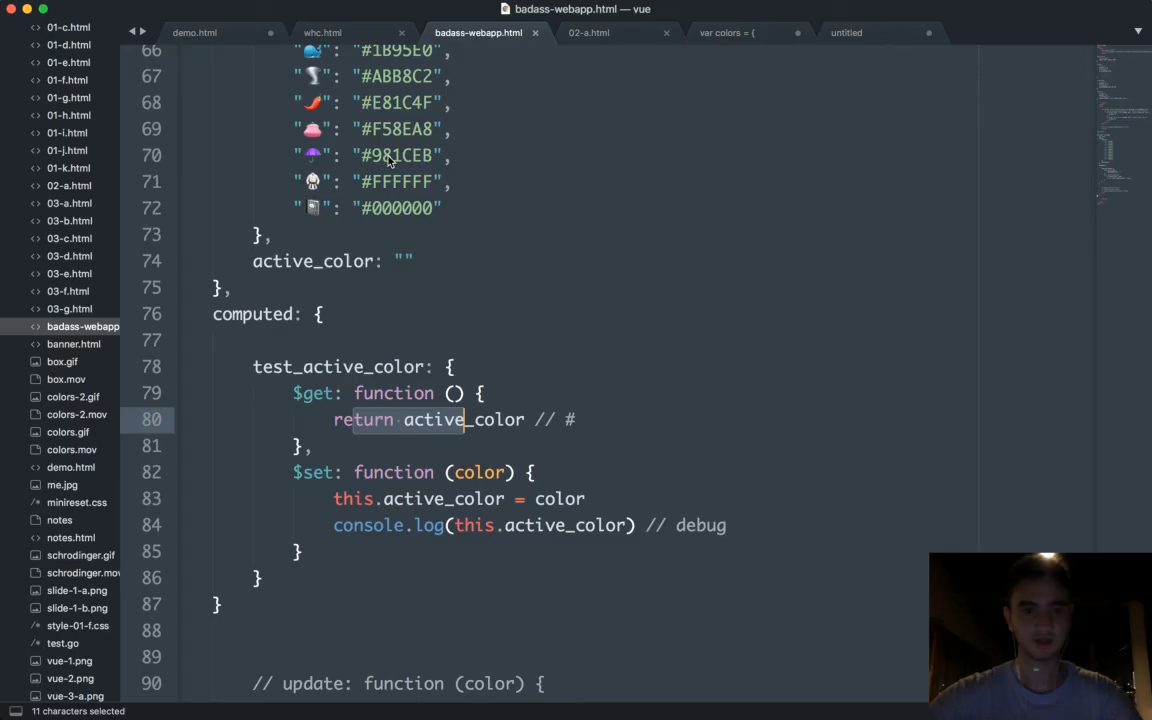 badass-webapp.html — vue
01-c.html
01-d.html
01-e.html
01-f.html
01-g.html
01-h.html
01-i.html
01-j.html
01-k.html
02-a.html
03-a.html
03-b.html
03-c.html
03-d.html
03-e.html
03-f.html
03-g.html
badass-webapp
banner.html
box.gif
box.mov
colors-2.gif
colors-2.mov
colors.gif
colors.mov
demo.html
me.jpg
minireset.css
notes
notes.html
schrodinger.gif
schrodinger.mov
slide-1-a.png
slide-1-b.png
style-01-f.css
test.go
vue-1.png
vue-2.png
vue-3-a.png
demo.html
whc.html
badass-webapp.html
02-a.html
var colors = {
untitled
66 "🐳": "#1B95E0",
67 "🌪": "#ABB8C2",
68 "🌶": "#E81C4F",
69 "👛": "#F58EA8",
70 "☂": "#981CEB",
71 "🥋": "#FFFFFF",
72 "📓": "#000000"
73 },
74 active_color: ""
75 },
76 computed: {
77
78 test_active_color: {
79 $get: function () {
80 return active_color // #
81 },
82 $set: function (color) {
83 this.active_color = color
84 console.log(this.active_color) // debug
85 }
86 }
87 }
88
89
90 // update: function (color) {
11 characters selected